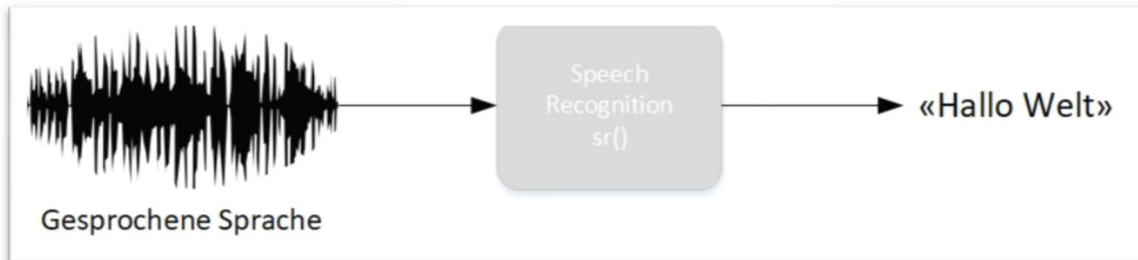 Gesprochene Sprache
Speech
Recognition
sr()
«Hallo Welt»